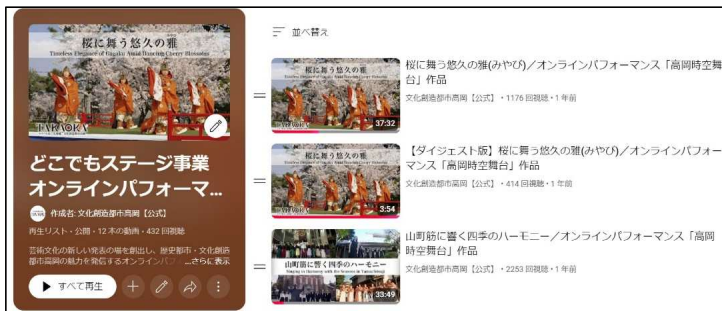 桜に舞う悠久の雅
Timeless Elegance of Gagaku Amid Dancing Cherry Blossoms
TAKAOKA
どこでもステージ事業
オンラインパフォーマ...
作成者: 文化創造都市高岡【公式】
再生リスト・公開・12 本の動画・432 回視聴
芸術文化の新しい発表の場を創出し、歴史都市・文化創造
都市高岡の魅力を発信するオンラインパフ ...さらに表示
すべて再生
並べ替え
桜に舞う悠久の雅
37:32
桜に舞う悠久の雅(みやび)／オンラインパフォーマンス「高岡時空舞
台」作品
文化創造都市高岡【公式】・1176 回視聴・1 年前
桜に舞う悠久の雅
3:54
【ダイジェスト版】桜に舞う悠久の雅(みやび)／オンラインパフォー
マンス「高岡時空舞台」作品
文化創造都市高岡【公式】・414 回視聴・1 年前
山町筋に響く四季のハーモニー
33:49
山町筋に響く四季のハーモニー／オンラインパフォーマンス「高岡
時空舞台」作品
文化創造都市高岡【公式】・2253 回視聴・1 年前